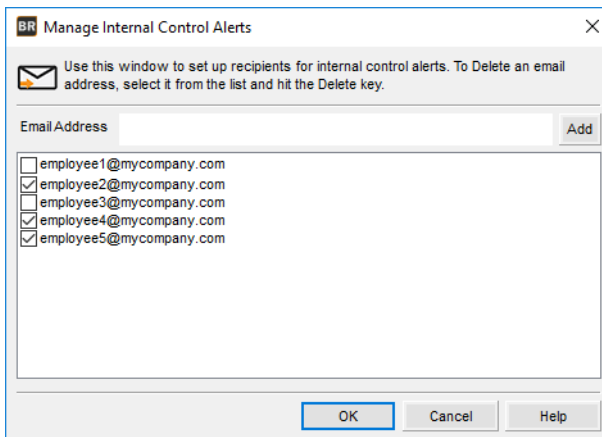 BR Manage Internal Control Alerts
Use this window to set up recipients for internal control alerts. To Delete an email
address, select it from the list and hit the Delete key.
Email Address
Add
employee1@mycompany.com
employee2@mycompany.com
employee3@mycompany.com
employee4@mycompany.com
employee5@mycompany.com
OK Cancel Help